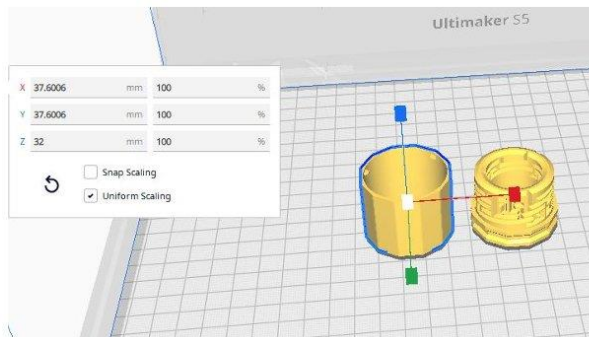 Ultimaker S5
X 37.6006 mm 100 %
Y 37.6006 mm 100 %
Z 32 mm 100 %
Snap Scaling
Uniform Scaling